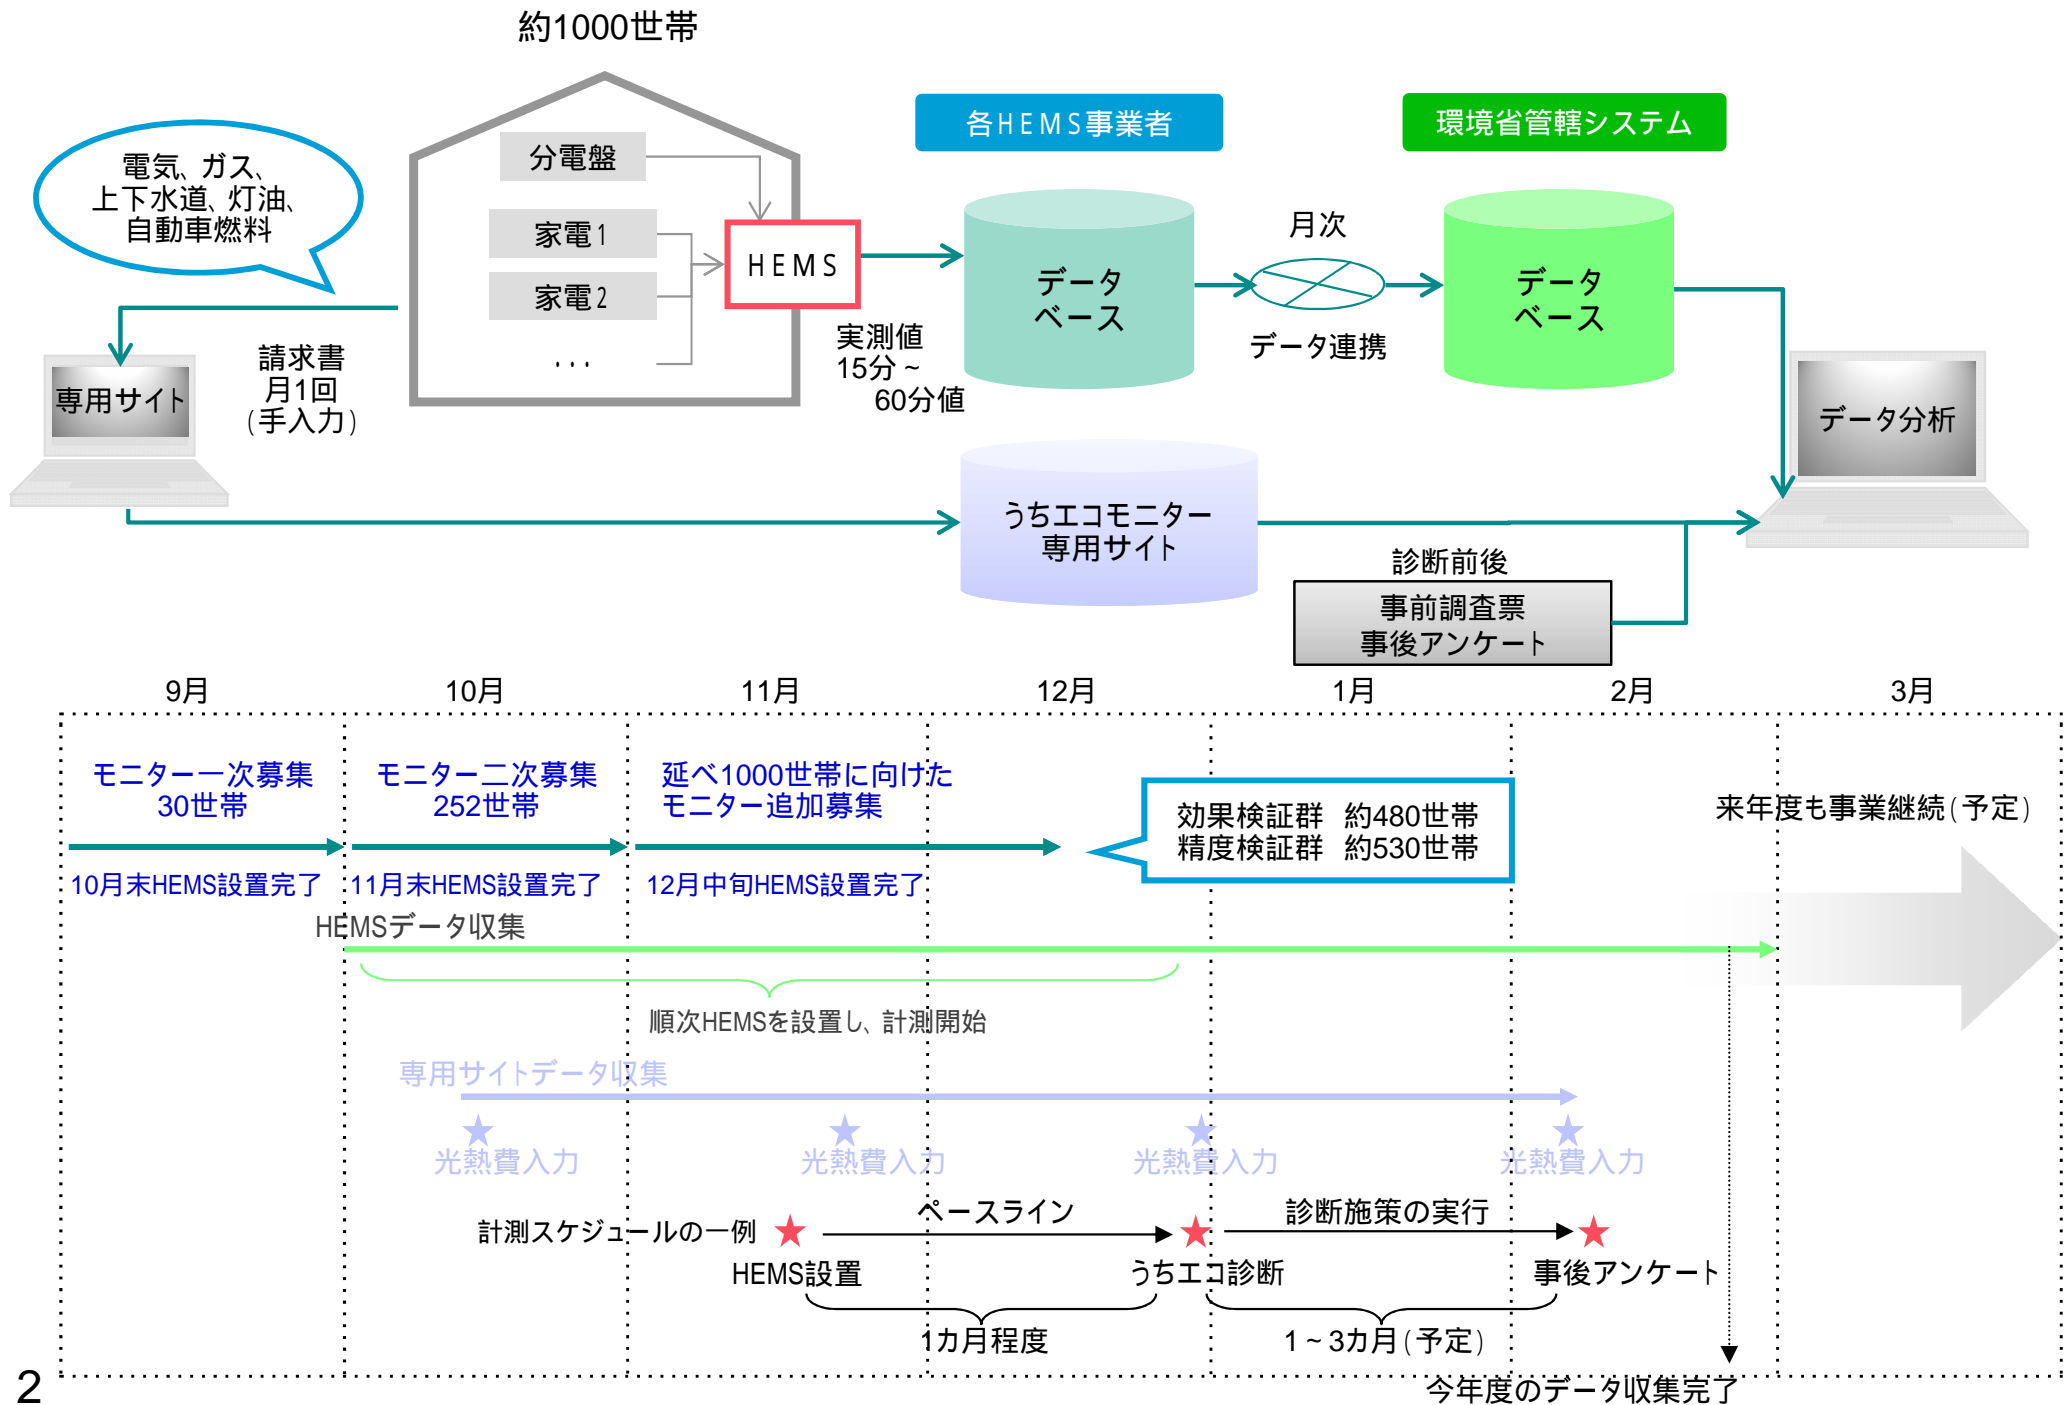 約1000世帯
各HEMS事業者
環境省管轄システム
電気、ガス、
上下水道、灯油、
自動車燃料
分電盤
家電1
家電2
・・・
HEMS
データ
ベース
月次
データ連携
データ
ベース
実測値
15分~
60分値
請求書
月1回
(手入力)
専用サイト
データ分析
うちエコモニター
専用サイト
診断前後
事前調査票
事後アンケート
9月
10月
11月
12月
1月
2月
3月
モニター一次募集
30世帯
モニター二次募集
252世帯
延べ1000世帯に向けた
モニター追加募集
効果検証群 約480世帯
精度検証群 約530世帯
来年度も事業継続(予定)
10月末HEMS設置完了
11月末HEMS設置完了
12月中旬HEMS設置完了
HEMSデータ収集
順次HEMSを設置し、計測開始
専用サイトデータ収集
光熱費入力
光熱費入力
光熱費入力
光熱費入力
計測スケジュールの一例
ベースライン
診断施策の実行
HEMS設置
うちエコ診断
事後アンケート
1カ月程度
1~3カ月(予定)
今年度のデータ収集完了
2